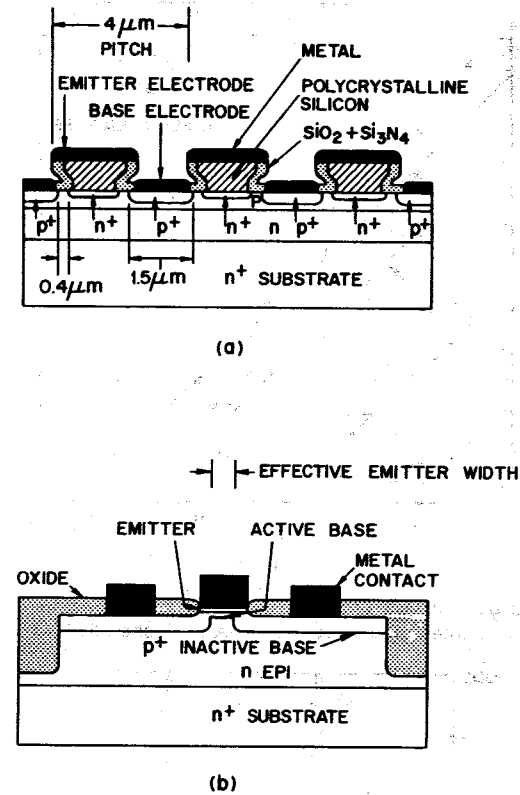 4μm
PITCH
METAL
EMITTER ELECTRODE
POLYCRYSTALLINE
SILICON
BASE ELECTRODE
SiO2 + Si3N4
p+ n+ p+ n+ n p+ n+ p+
0.4μm
1.5μm
n+ SUBSTRATE
(a)
EFFECTIVE EMITTER WIDTH
EMITTER
ACTIVE BASE
METAL
CONTACT
OXIDE
p+ INACTIVE BASE
n EPI
n+ SUBSTRATE
(b)